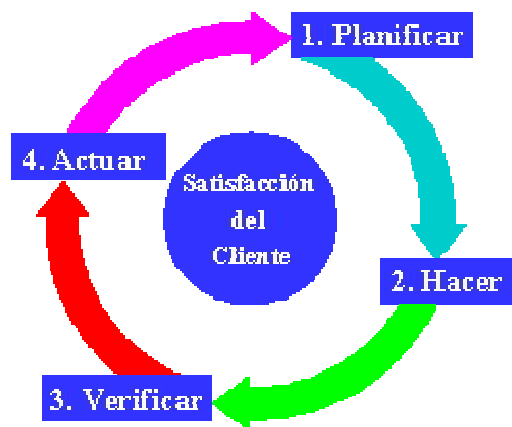 1. Planificar
4. Actuar
Satisfacción
del
Cliente
2. Hacer
3. Verificar